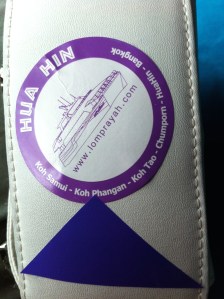 HUA HIN
www.lomprayah.com
Koh Samui - Koh Phangan - Koh Tao - Chumporn - HuaHin - Bangkok